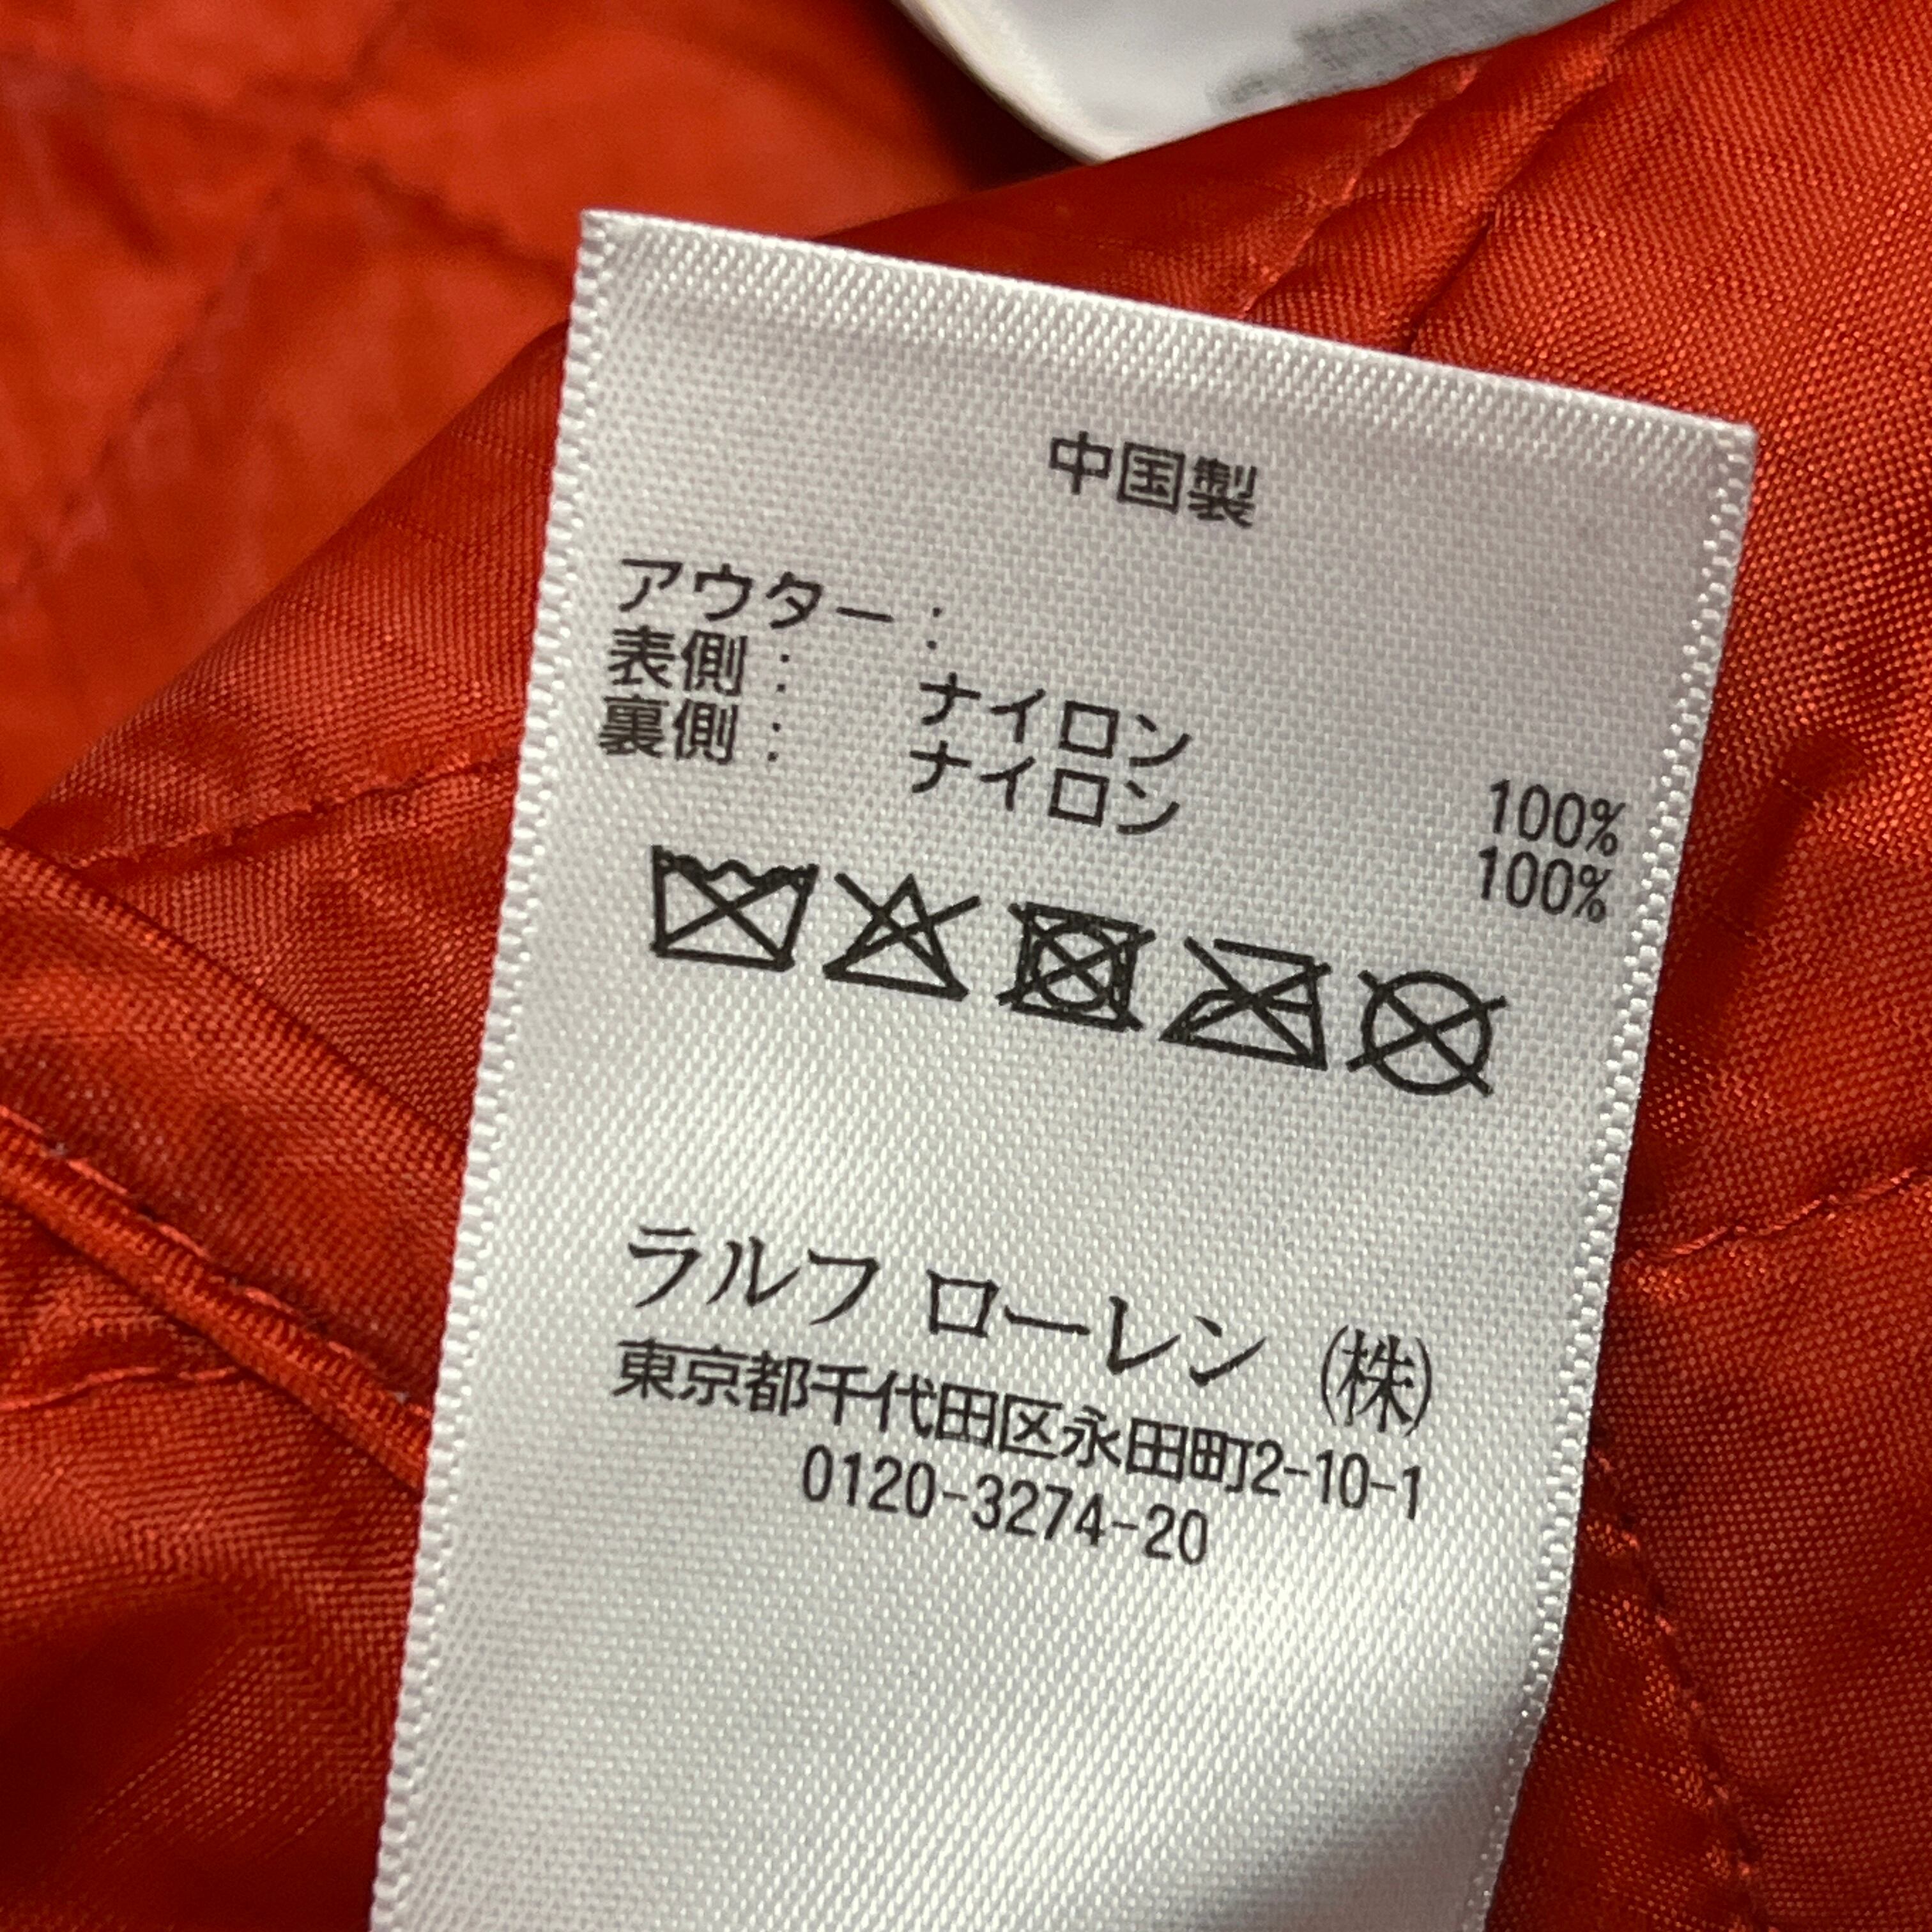 中国製
アウター:
表側: ナイロン 100%
裏側: ナイロン 100%
ラルフ ローレン (株)
東京都千代田区永田町2-10-1
0120-3274-20